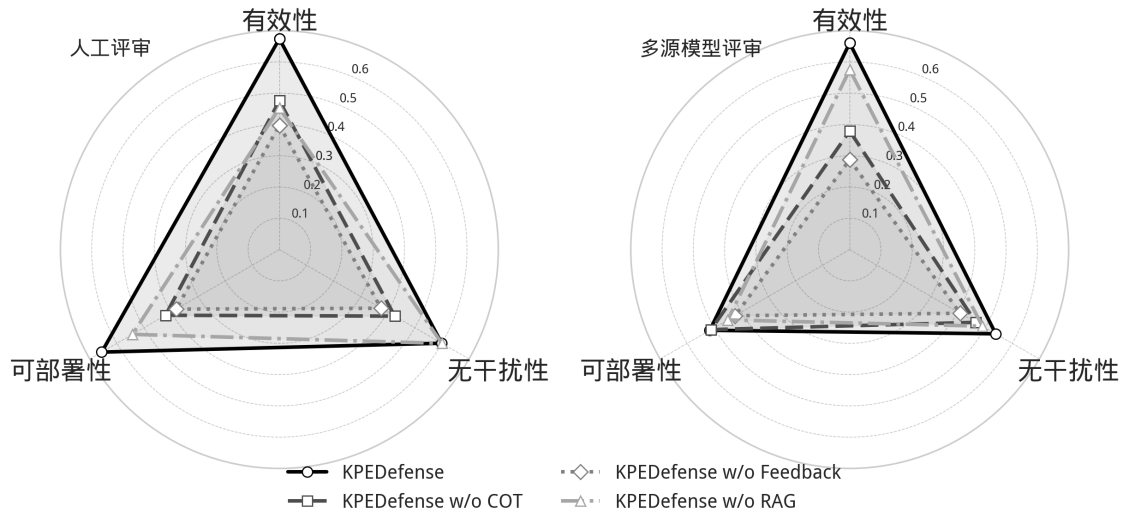 有效性
人工评审
0.6
0.5
0.4
0.3
0.2
0.1
可部署性
无干扰性
有效性
多源模型评审
0.6
0.5
0.4
0.3
0.2
0.1
可部署性
无干扰性
KPEDefense
KPEDefense w/o Feedback
KPEDefense w/o COT
KPEDefense w/o RAG